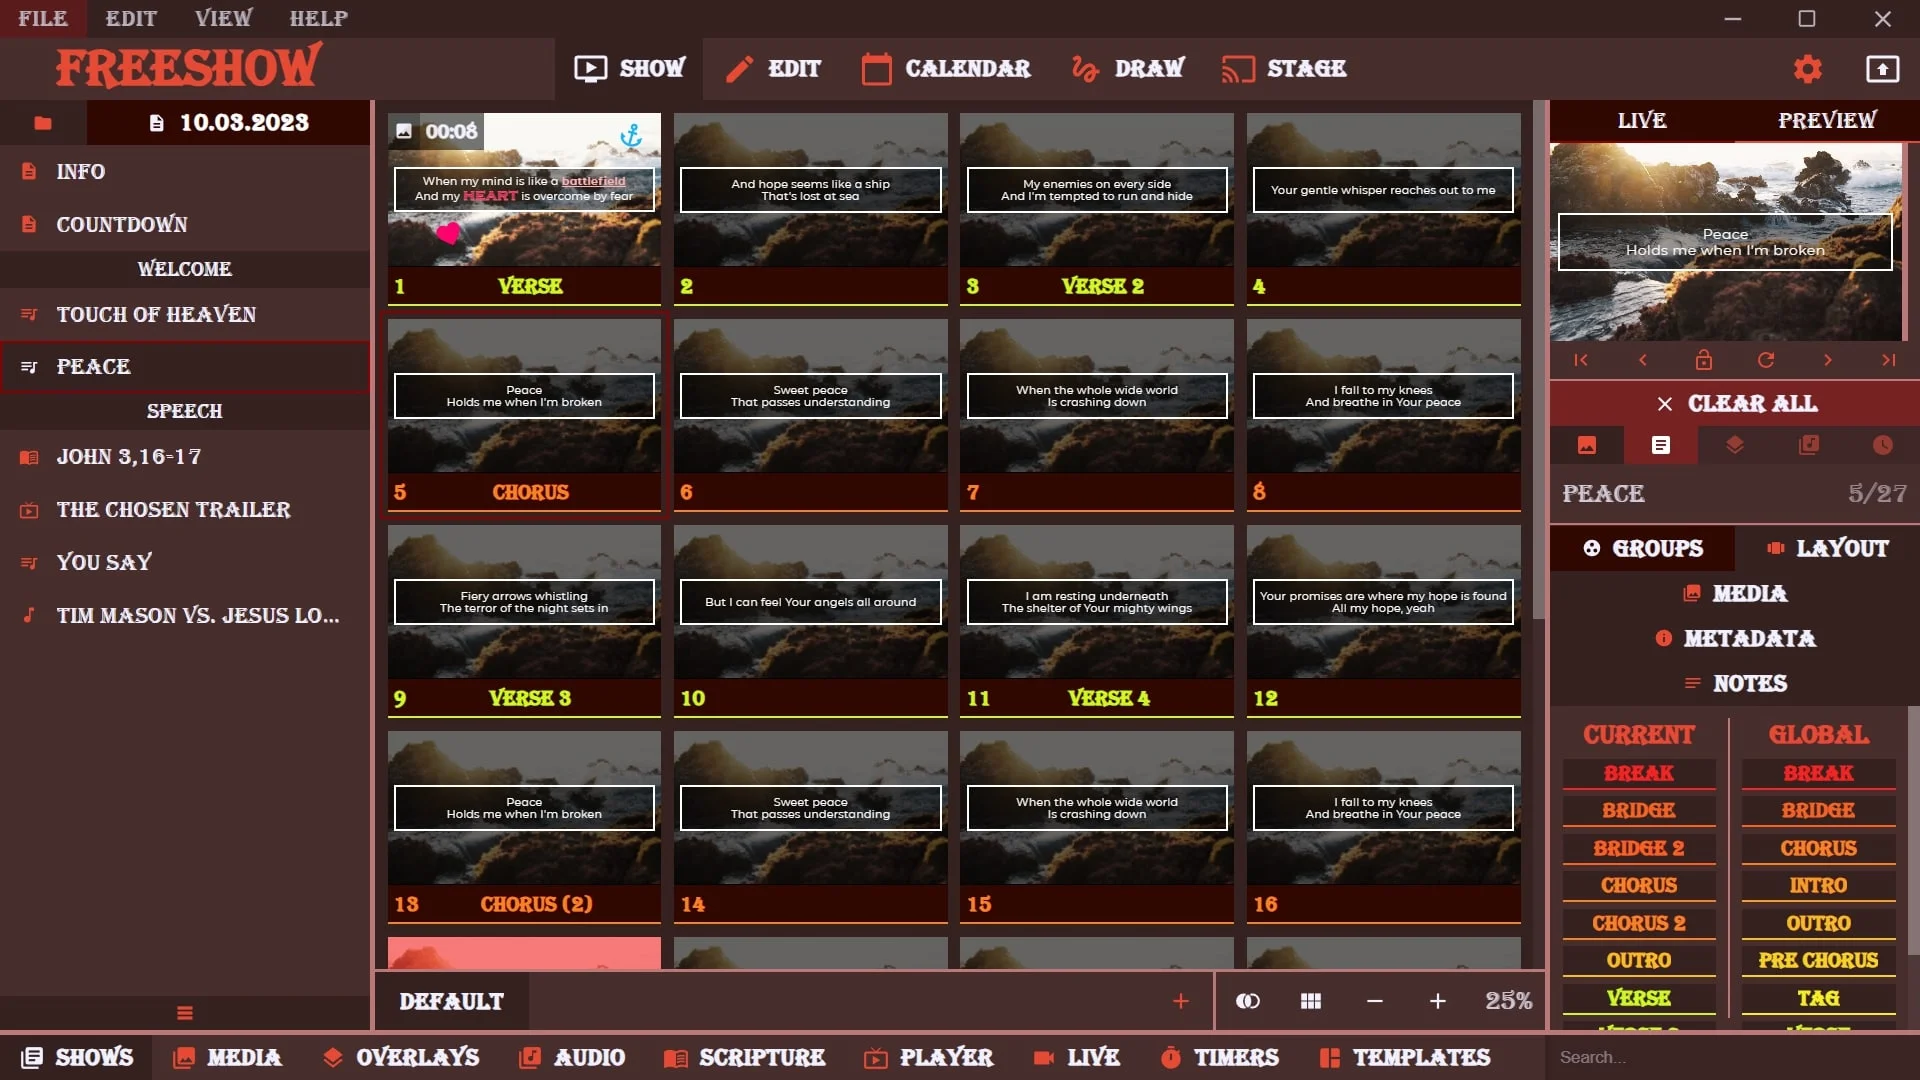 FILE EDIT VIEW HELP
FREESHOW
SHOW EDIT CALENDAR DRAW STAGE
10.03.2023
INFO
COUNTDOWN
WELCOME
TOUCH OF HEAVEN
PEACE
SPEECH
JOHN 3,16-17
THE CHOSEN TRAILER
YOU SAY
TIM MASON VS. JESUS LO...
00:08
When my mind is like a battlefield
And my HEART is overcome by fear
1 VERSE
And hope seems like a ship
That's lost at sea
2
My enemies on every side
And I'm tempted to run and hide
3 VERSE 2
Your gentle whisper reaches out to me
4
Peace
Holds me when I'm broken
5 CHORUS
Sweet peace
That passes understanding
6
When the whole wide world
Is crashing down
7
I fall to my knees
And breathe in Your peace
8
Fiery arrows whistling
The terror of the night sets in
9 VERSE 3
But I can feel Your angels all around
10
I am resting underneath
The shelter of Your mighty wings
11 VERSE 4
Your promises are where my hope is found
All my hope, yeah
12
Peace
Holds me when I'm broken
13 CHORUS (2)
Sweet peace
That passes understanding
14
When the whole wide world
Is crashing down
15
I fall to my knees
And breathe in Your peace
16
DEFAULT
25%
LIVE PREVIEW
Peace
Holds me when I'm broken
CLEAR ALL
PEACE 5/27
GROUPS LAYOUT
MEDIA
METADATA
NOTES
CURRENT
BREAK
BRIDGE
BRIDGE 2
CHORUS
CHORUS 2
OUTRO
VERSE
GLOBAL
BREAK
BRIDGE
CHORUS
INTRO
OUTRO
PRE CHORUS
TAG
SHOWS MEDIA OVERLAYS AUDIO SCRIPTURE PLAYER LIVE TIMERS TEMPLATES
Search...